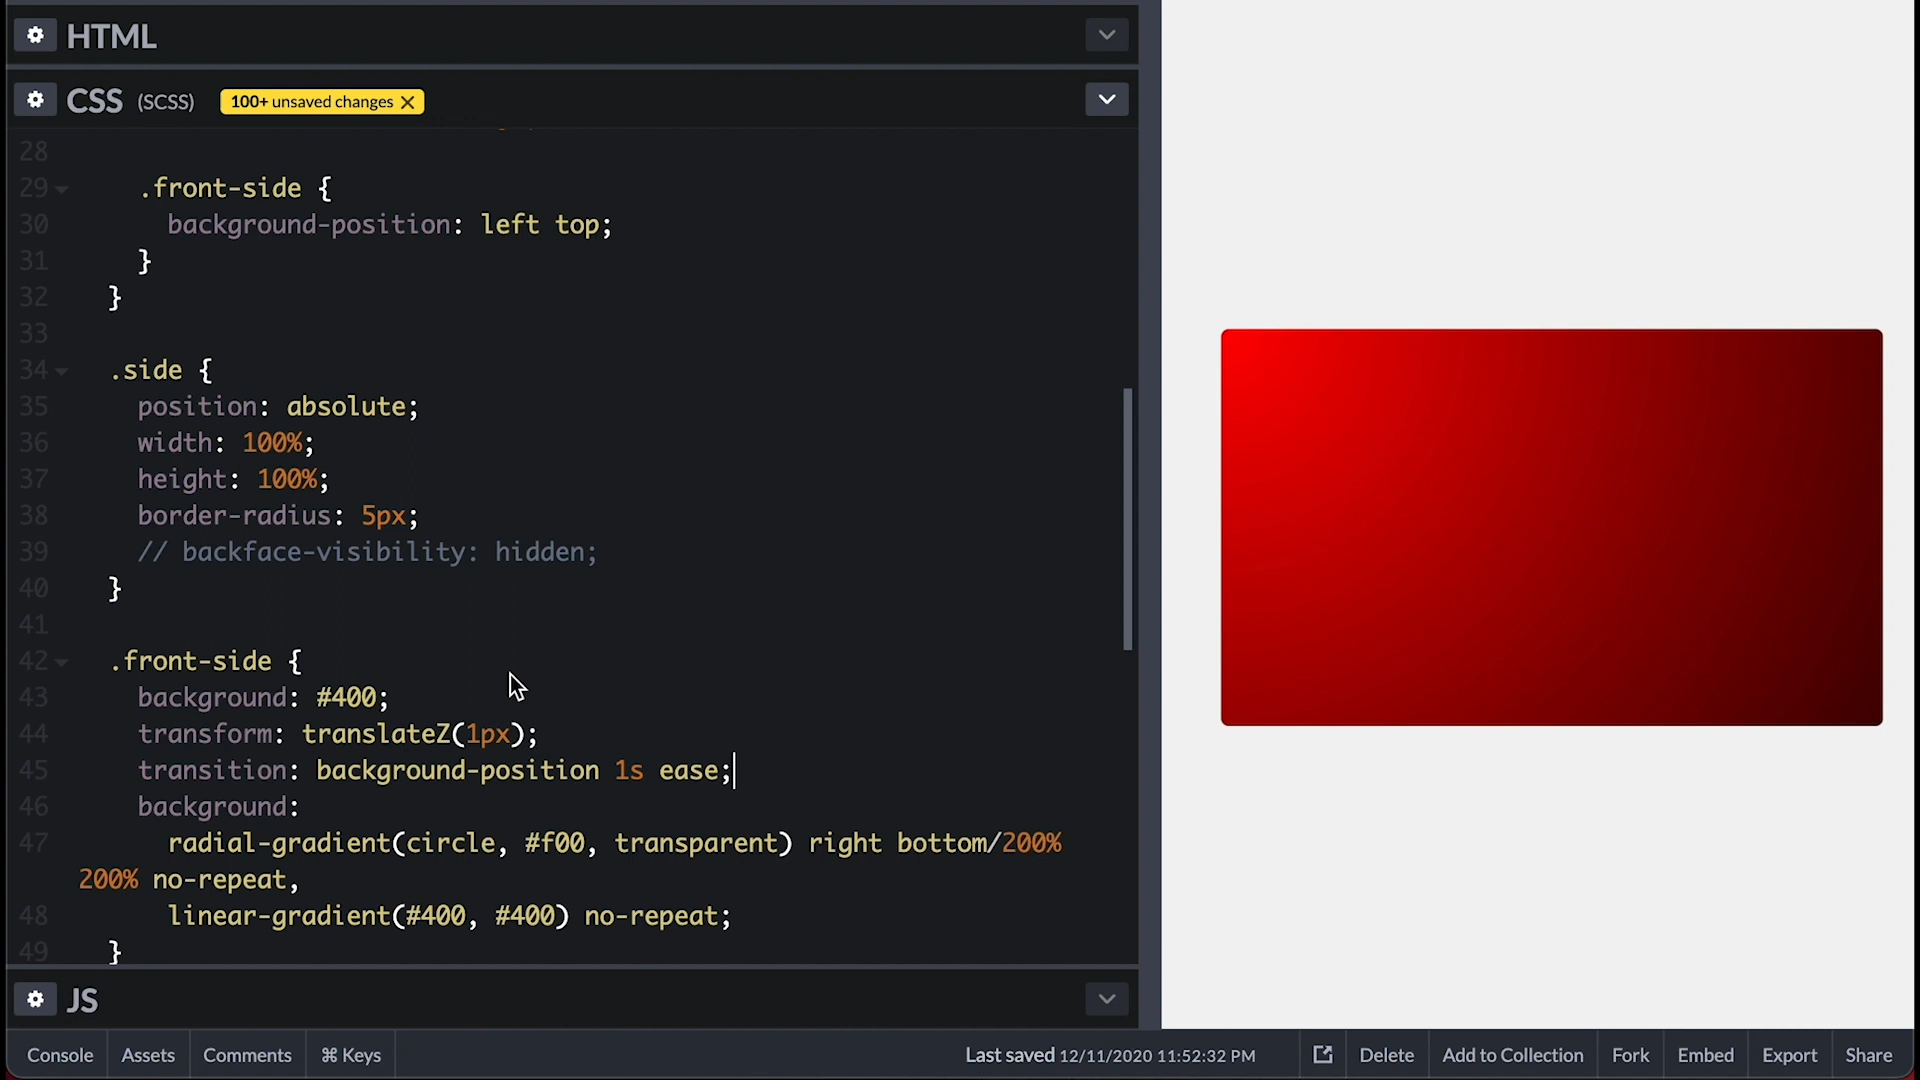 HTML
CSS (SCSS) 100+ unsaved changes
28
29 .front-side {
30 background-position: left top;
31 }
32 }
33
34 .side {
35 position: absolute;
36 width: 100%;
37 height: 100%;
38 border-radius: 5px;
39 // backface-visibility: hidden;
40 }
41
42 .front-side {
43 background: #400;
44 transform: translateZ(1px);
45 transition: background-position 1s ease;
46 background:
47 radial-gradient(circle, #f00, transparent) right bottom/200%
200% no-repeat,
48 linear-gradient(#400, #400) no-repeat;
49 }
JS
Console Assets Comments ⌘ Keys Last saved 12/11/2020 11:52:32 PM Delete Add to Collection Fork Embed Export Share